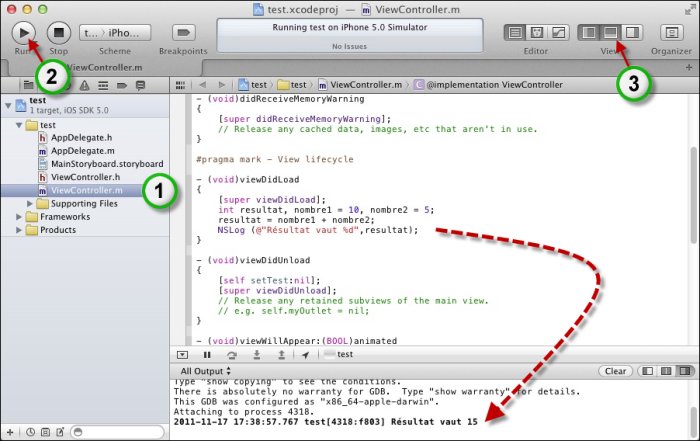 test.xcodeproj — ViewController.m
Run
Stop
t... iPho...
Scheme
Breakpoints
Running test on iPhone 5.0 Simulator
No Issues
Editor
View
Organizer
2
3
ViewController.m
test
1 target, iOS SDK 5.0
test
AppDelegate.h
AppDelegate.m
MainStoryboard.storyboard
ViewController.h
ViewController.m
1
Supporting Files
Frameworks
Products
test test ViewController.m @implementation ViewController
- (void)didReceiveMemoryWarning
{
[super didReceiveMemoryWarning];
// Release any cached data, images, etc that aren't in use.
}
#pragma mark - View lifecycle
- (void)viewDidLoad
{
[super viewDidLoad];
int resultat, nombre1 = 10, nombre2 = 5;
resultat = nombre1 + nombre2;
NSLog (@"Résultat vaut %d",resultat);
}
- (void)viewDidUnload
{
[self setTest:nil];
[super viewDidUnload];
// Release any retained subviews of the main view.
// e.g. self.myOutlet = nil;
}
- (void)viewWillAppear:(BOOL)animated
test
All Output
Clear
Type "show copying" to see the conditions.
There is absolutely no warranty for GDB. Type "show warranty" for details.
This GDB was configured as "x86_64-apple-darwin".
Attaching to process 4318.
2011-11-17 17:38:57.767 test[4318:f803] Résultat vaut 15